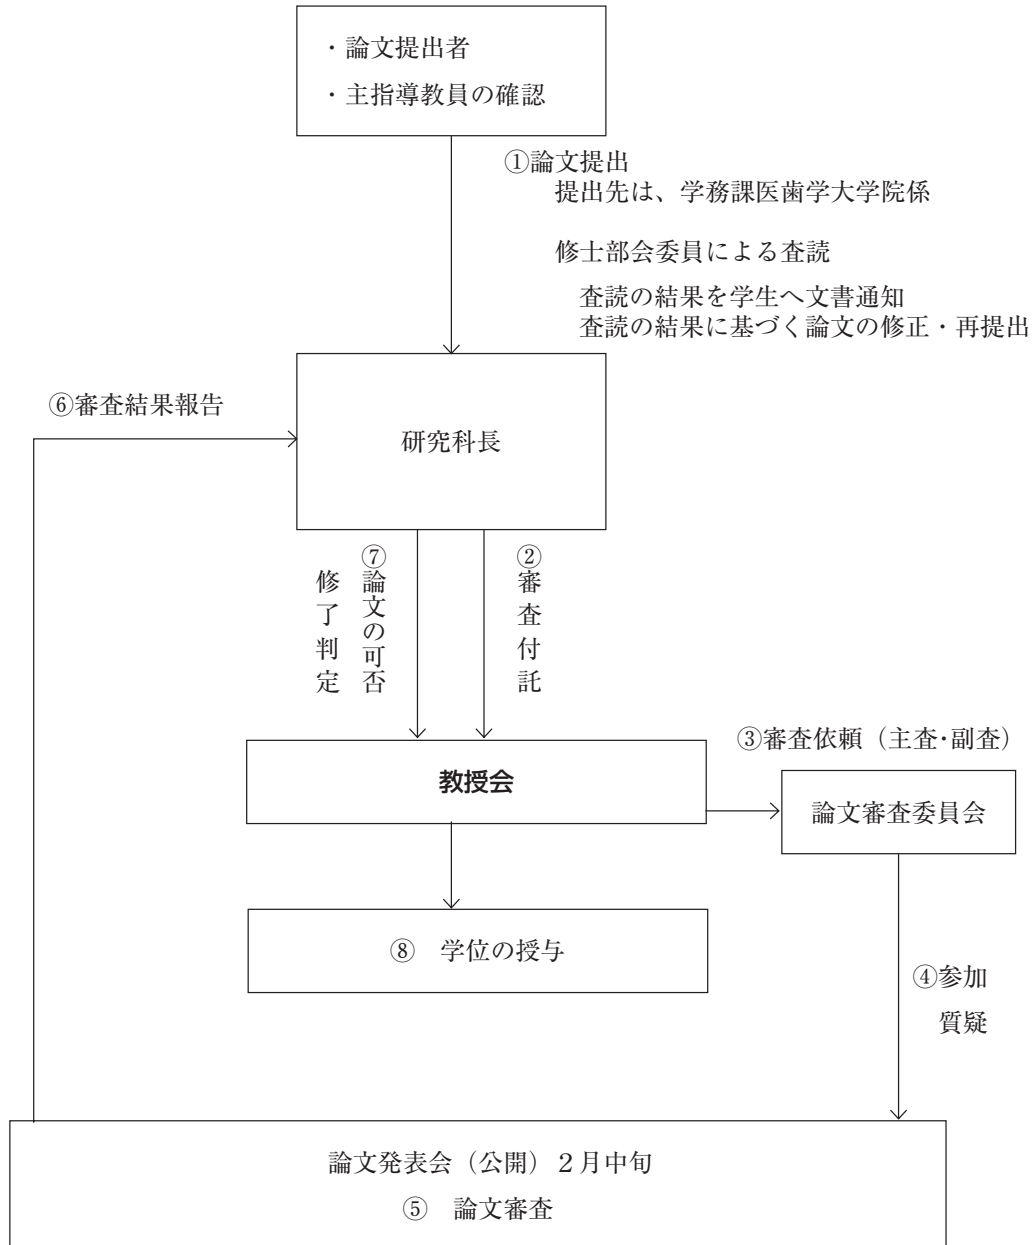 ・論文提出者
・主指導教員の確認
①論文提出
提出先は、学務課医歯学大学院係
修士部会委員による査読
査読の結果を学生へ文書通知
査読の結果に基づく論文の修正・再提出
⑥審査結果報告
研究科長
②審査付託
⑦論文の可否
修了判定
教授会
③審査依頼（主査・副査）
論文審査委員会
⑧　学位の授与
④参加
質疑
論文発表会（公開）２月中旬
⑤　論文審査